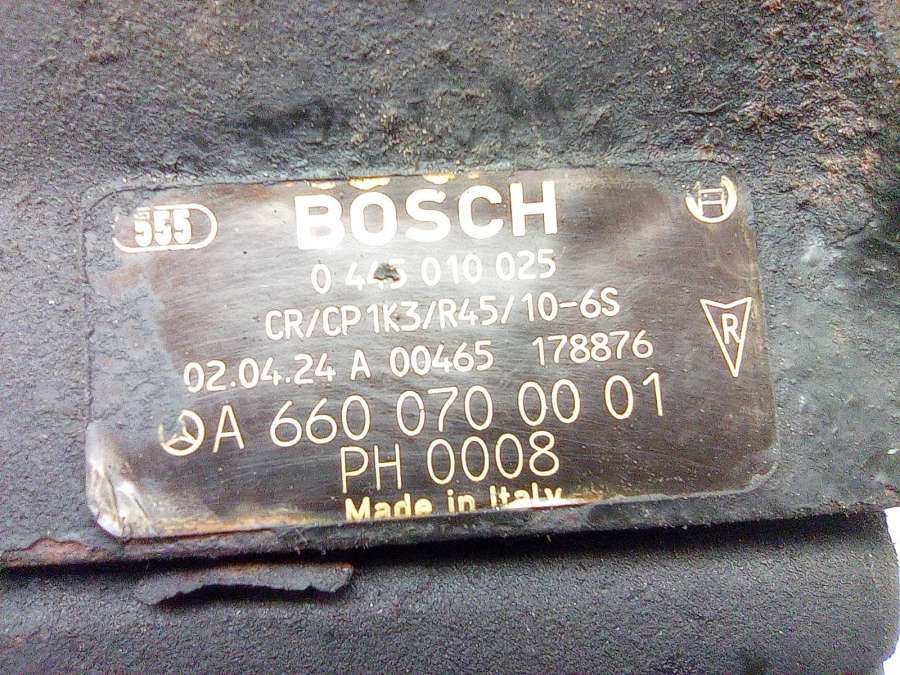 555
BOSCH
0 445 010 025
CR/CP1K3/R45/10-6S
R
02.04.24 A 00465 178876
A 660 070 00 01
PH 0008
Made in Italy